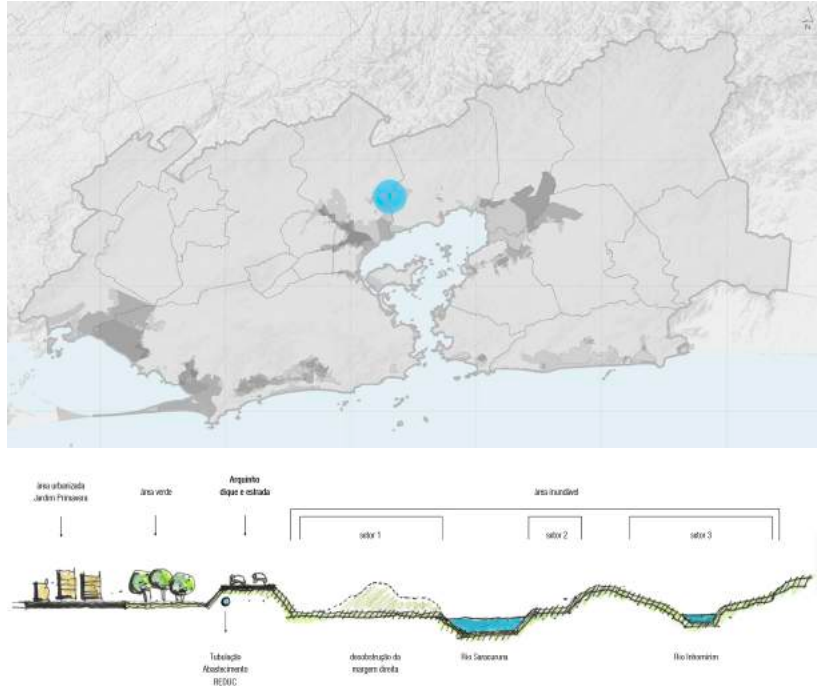 N
área urbanizada
Jardim Primavera
área verde
Arquinho
dique e estrada
área inundável
setor 1
setor 2
setor 3
Tubulação
Abastecimento
REDUC
desobstrução da
margem direita
Rio Saracuruna
Rio Inhomirim